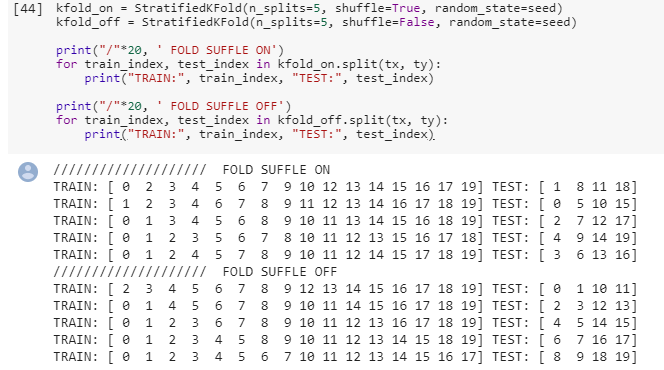 [44] kfold_on = StratifiedKFold(n_splits=5, shuffle=True, random_state=seed)
kfold_off = StratifiedKFold(n_splits=5, shuffle=False, random_state=seed)
print("/"*20, ' FOLD SUFFLE ON')
for train_index, test_index in kfold_on.split(tx, ty):
print("TRAIN:", train_index, "TEST:", test_index)
print("/"*20, ' FOLD SUFFLE OFF')
for train_index, test_index in kfold_off.split(tx, ty):
print("TRAIN:", train_index, "TEST:", test_index)
////////////////////  FOLD SUFFLE ON
TRAIN: [ 0  2  3  4  5  6  7  9 10 12 13 14 15 16 17 19] TEST: [ 1  8 11 18]
TRAIN: [ 1  2  3  4  6  7  8  9 11 12 13 14 16 17 18 19] TEST: [ 0  5 10 15]
TRAIN: [ 0  1  3  4  5  6  8  9 10 11 13 14 15 16 18 19] TEST: [ 2  7 12 17]
TRAIN: [ 0  1  2  3  5  6  7  8 10 11 12 13 15 16 17 18] TEST: [ 4  9 14 19]
TRAIN: [ 0  1  2  4  5  7  8  9 10 11 12 14 15 17 18 19] TEST: [ 3  6 13 16]
////////////////////  FOLD SUFFLE OFF
TRAIN: [ 2  3  4  5  6  7  8  9 12 13 14 15 16 17 18 19] TEST: [ 0  1 10 11]
TRAIN: [ 0  1  4  5  6  7  8  9 10 11 14 15 16 17 18 19] TEST: [ 2  3 12 13]
TRAIN: [ 0  1  2  3  6  7  8  9 10 11 12 13 16 17 18 19] TEST: [ 4  5 14 15]
TRAIN: [ 0  1  2  3  4  5  8  9 10 11 12 13 14 15 18 19] TEST: [ 6  7 16 17]
TRAIN: [ 0  1  2  3  4  5  6  7 10 11 12 13 14 15 16 17] TEST: [ 8  9 18 19]